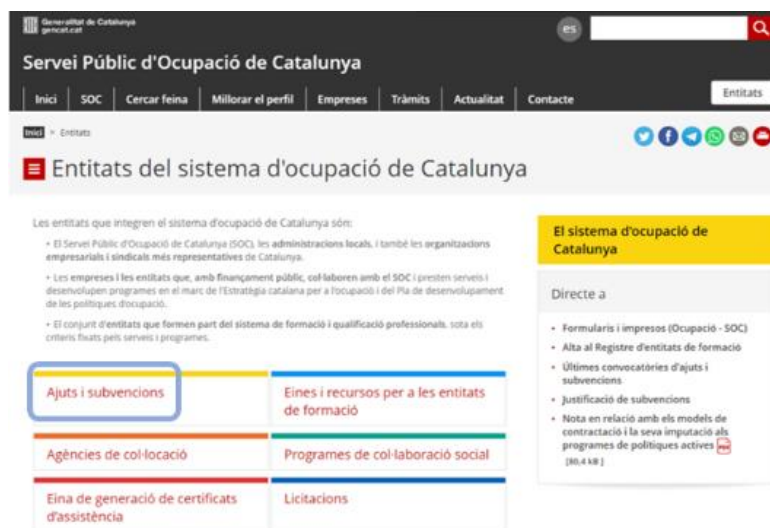 Generalitat de Catalunya
gencat.cat
es
Servei Públic d'Ocupació de Catalunya
Inici SOC Cercar feina Millorar el perfil Empreses Tràmits Actualitat Contacte
Entitats
Inici > Entitats
Entitats del sistema d'ocupació de Catalunya
Les entitats que integren el sistema d'ocupació de Catalunya són:
• El Servei Públic d'Ocupació de Catalunya (SOC), les administracions locals, i també les organitzacions
empresarials i sindicals més representatives de Catalunya.
• Les empreses i les entitats que, amb finançament públic, col·laboren amb el SOC i presten serveis i
desenvolupen programes en el marc de l'Estratègia catalana per a l'ocupació i del Pla de desenvolupament
de les polítiques d'ocupació.
• El conjunt d'entitats que formen part del sistema de formació i qualificació professionals, sota els
criteris fixats pels serveis i programes.
Ajuts i subvencions
Eines i recursos per a les entitats
de formació
Agències de col·locació
Programes de col·laboració social
Eina de generació de certificats
d'assistència
Licitacions
El sistema d'ocupació de
Catalunya
Directe a
• Formularis i impresos (Ocupació - SOC)
• Alta al Registre d'entitats de formació
• Últimes convocatòries d'ajuts i
subvencions
• Justificació de subvencions
• Nota en relació amb els models de
contractació i la seva imputació als
programes de polítiques actives PDF
[80,4 kB ]